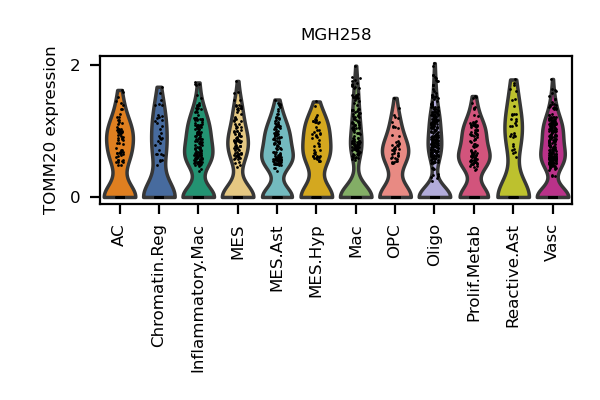 MGH258
TOMM20 expression
2
0
AC
Chromatin.Reg
Inflammatory.Mac
MES
MES.Ast
MES.Hyp
Mac
OPC
Oligo
Prolif.Metab
Reactive.Ast
Vasc